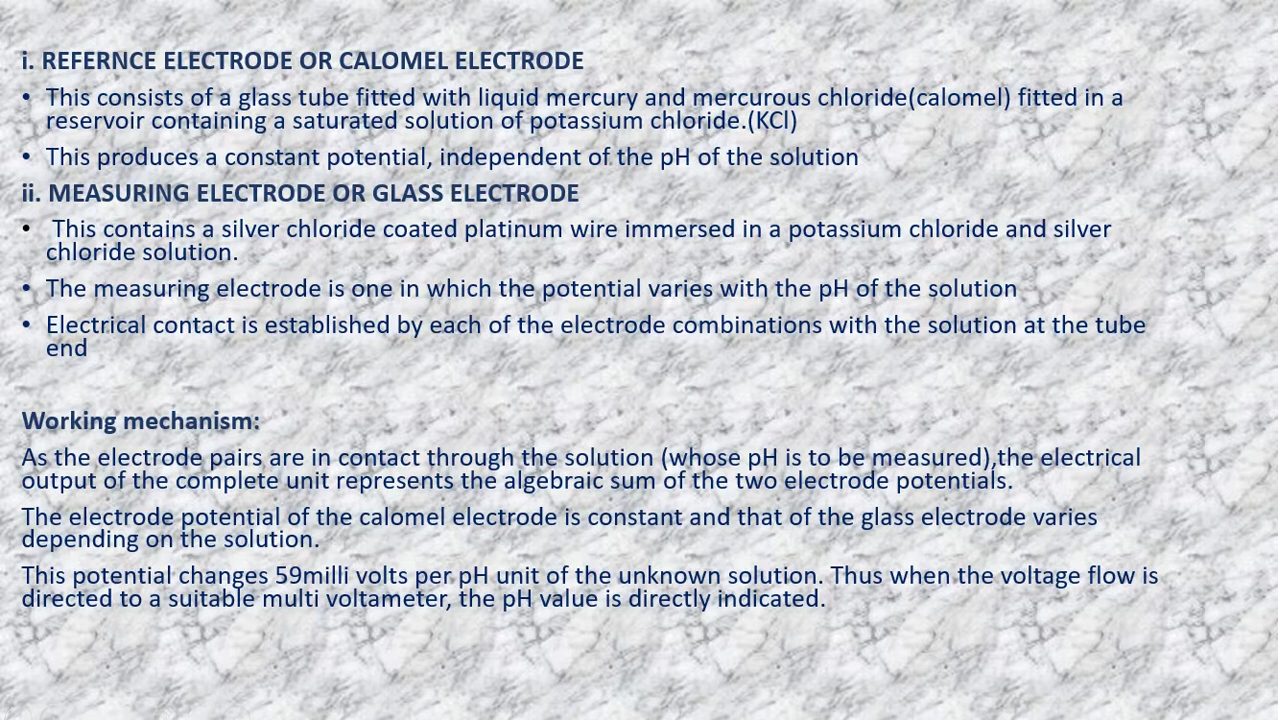 i. REFERNCE ELECTRODE OR CALOMEL ELECTRODE
• This consists of a glass tube fitted with liquid mercury and mercurous chloride(calomel) fitted in a
reservoir containing a saturated solution of potassium chloride.(KCl)
• This produces a constant potential, independent of the pH of the solution
ii. MEASURING ELECTRODE OR GLASS ELECTRODE
• This contains a silver chloride coated platinum wire immersed in a potassium chloride and silver
chloride solution.
• The measuring electrode is one in which the potential varies with the pH of the solution
• Electrical contact is established by each of the electrode combinations with the solution at the tube
end
Working mechanism:
As the electrode pairs are in contact through the solution (whose pH is to be measured),the electrical
output of the complete unit represents the algebraic sum of the two electrode potentials.
The electrode potential of the calomel electrode is constant and that of the glass electrode varies
depending on the solution.
This potential changes 59milli volts per pH unit of the unknown solution. Thus when the voltage flow is
directed to a suitable multi voltameter, the pH value is directly indicated.